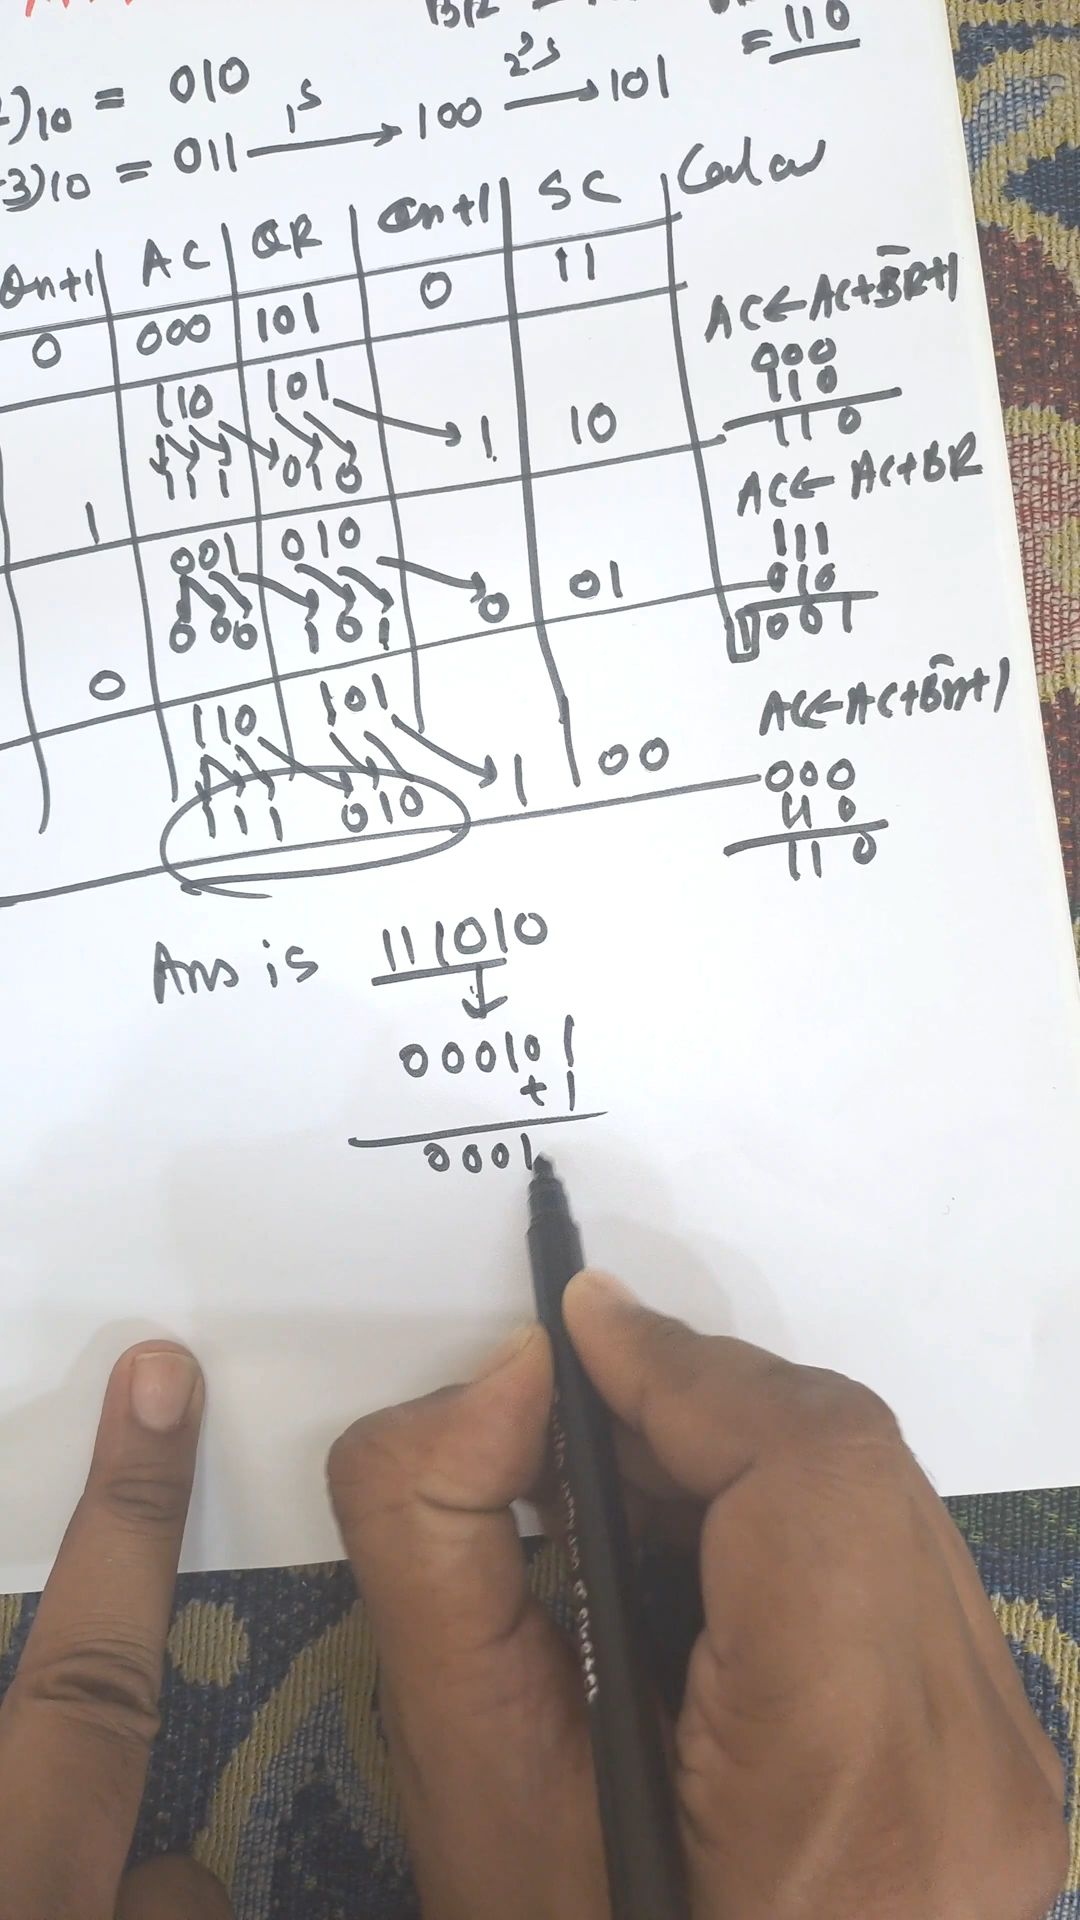 = 110
)10 = 010
3)10 = 011 1's → 100 2's → 101
Qn+1 AC QR Qn+1 SC
0 000 101 0 11
AC ← AC + B̄R̄+1
000
110
110
110 101
1 111 010 1 10
AC ← AC + BR
111
010
1 001
001 010
0 000 101 0 01
AC ← AC + B̄R+1
000
110
110
110 101
111 010 1 00
Ans is 111010
↓
000101
+ 1
0001